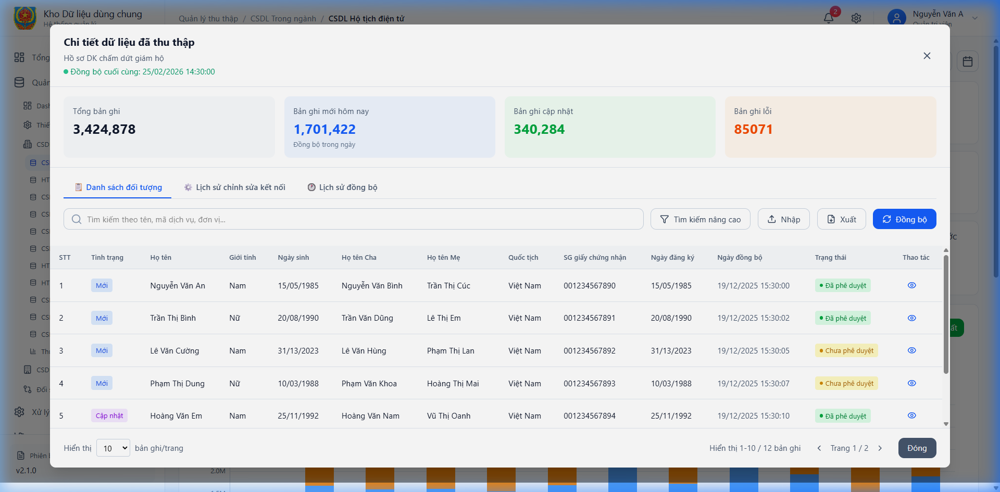 Kho Dữ liệu dùng chung
Hệ thống quản lý
Quản lý thu thập / CSDL Trong ngành / CSDL Hộ tịch điện tử
2
Nguyễn Văn A
Quản trị viên
Chi tiết dữ liệu đã thu thập
Hồ sơ DK chấm dứt giám hộ
Đồng bộ cuối cùng: 25/02/2026 14:30:00
Tổng bản ghi
3,424,878
Bản ghi mới hôm nay
1,701,422
Đồng bộ trong ngày
Bản ghi cập nhật
340,284
Bản ghi lỗi
85071
Danh sách đối tượng
Lịch sử chỉnh sửa kết nối
Lịch sử đồng bộ
Tìm kiếm theo tên, mã dịch vụ, đơn vị...
Tìm kiếm nâng cao
Nhập
Xuất
Đồng bộ
STT Tình trạng Họ tên Giới tính Ngày sinh Họ tên Cha Họ tên Mẹ Quốc tịch SG giấy chứng nhận Ngày đăng ký Ngày đồng bộ Trạng thái Thao tác
1 Mới Nguyễn Văn An Nam 15/05/1985 Nguyễn Văn Bình Trần Thị Cúc Việt Nam 001234567890 15/05/1985 19/12/2025 15:30:00 Đã phê duyệt
2 Mới Trần Thị Bình Nữ 20/08/1990 Trần Văn Dũng Lê Thị Em Việt Nam 001234567891 20/08/1990 19/12/2025 15:30:02 Đã phê duyệt
3 Mới Lê Văn Cường Nam 31/13/2023 Lê Văn Hùng Phạm Thị Lan Việt Nam 001234567892 31/13/2023 19/12/2025 15:30:05 Chưa phê duyệt
4 Mới Phạm Thị Dung Nữ 10/03/1988 Phạm Văn Khoa Hoàng Thị Mai Việt Nam 001234567893 10/03/1988 19/12/2025 15:30:07 Chưa phê duyệt
5 Cập nhật Hoàng Văn Em Nam 25/11/1992 Hoàng Văn Nam Vũ Thị Oanh Việt Nam 001234567894 25/11/1992 19/12/2025 15:30:10 Đã phê duyệt
Hiển thị 10 bản ghi/trang
Hiển thị 1-10 / 12 bản ghi
Trang 1 / 2
Đóng
Tổng
Quản
CSD
HT
CSD
Đối
Xử lý
Phiên
v2.1.0
2.0M